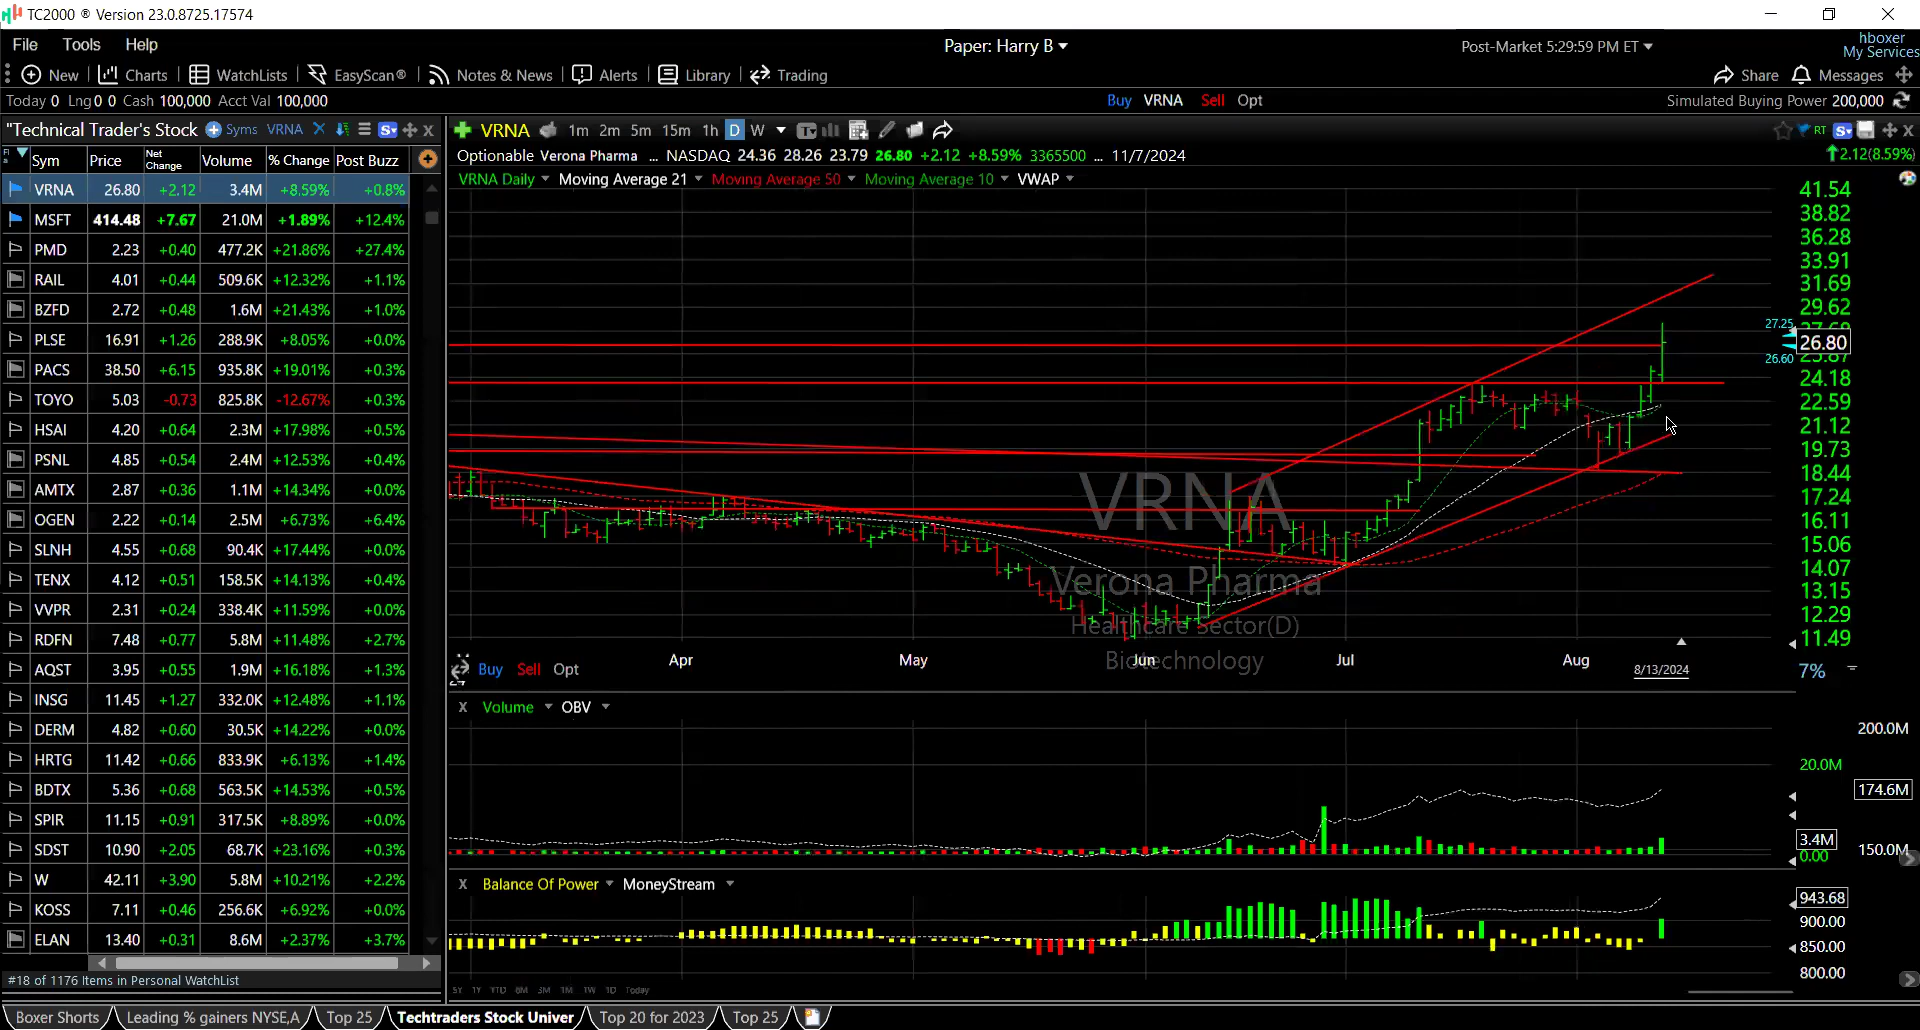 TC2000 ® Version 23.0.8725.17574
File Tools Help
Paper: Harry B
Post-Market 5:29:59 PM ET
hboxer
My Services
New Charts WatchLists EasyScan® Notes & News Alerts Library Trading
Share Messages
Today 0 Lng 0 0 Cash 100,000 Acct Val 100,000
Buy VRNA Sell Opt
Simulated Buying Power 200,000
"Technical Trader's Stock Syms VRNA
Sym Price Net Change Volume % Change Post Buzz
VRNA 26.80 +2.12 3.4M +8.59% +0.8%
MSFT 414.48 +7.67 21.0M +1.89% +12.4%
PMD 2.23 +0.40 477.2K +21.86% +27.4%
RAIL 4.01 +0.44 509.6K +12.32% +1.1%
BZFD 2.72 +0.48 1.6M +21.43% +1.0%
PLSE 16.91 +1.26 288.9K +8.05% +0.0%
PACS 38.50 +6.15 935.8K +19.01% +0.3%
TOYO 5.03 -0.73 825.8K -12.67% +0.3%
HSAI 4.20 +0.64 2.3M +17.98% +0.5%
PSNL 4.85 +0.54 2.4M +12.53% +0.4%
AMTX 2.87 +0.36 1.1M +14.34% +0.0%
OGEN 2.22 +0.14 2.5M +6.73% +6.4%
SLNH 4.55 +0.68 90.4K +17.44% +0.0%
TENX 4.12 +0.51 158.5K +14.13% +0.4%
VVPR 2.31 +0.24 338.4K +11.59% +0.0%
RDFN 7.48 +0.77 5.8M +11.48% +2.7%
AQST 3.95 +0.55 1.9M +16.18% +1.3%
INSG 11.45 +1.27 332.0K +12.48% +1.1%
DERM 4.82 +0.60 30.5K +14.22% +0.0%
HRTG 11.42 +0.66 833.9K +6.13% +1.4%
BDTX 5.36 +0.68 563.5K +14.53% +0.5%
SPIR 11.15 +0.91 317.5K +8.89% +0.0%
SDST 10.90 +2.05 68.7K +23.16% +0.3%
W 42.11 +3.90 5.8M +10.21% +2.2%
KOSS 7.11 +0.46 256.6K +6.92% +0.0%
ELAN 13.40 +0.31 8.6M +2.37% +3.7%
#18 of 1176 Items in Personal WatchList
VRNA 1m 2m 5m 15m 1h D W
RT
Optionable Verona Pharma ... NASDAQ 24.36 28.26 23.79 26.80 +2.12 +8.59% 3365500 ... 11/7/2024
2.12(8.59%)
VRNA Daily Moving Average 21 Moving Average 50 Moving Average 10 VWAP
41.54
38.82
36.28
33.91
31.69
29.62
27.25
26.80
26.60
24.18
22.59
21.12
19.73
18.44
17.24
16.11
15.06
14.07
13.15
12.29
11.49
VRNA
Verona Pharma
Healthcare Sector(D)
Biotechnology
Apr May Jun Jul Aug
8/13/2024
7%
Buy Sell Opt
X Volume OBV
200.0M
20.0M
174.6M
3.4M
0.00
150.0M
X Balance Of Power MoneyStream
943.68
900.00
850.00
800.00
5Y 1Y YTD 6M 3M 1M 1W 1D Today
Boxer Shorts Leading % gainers NYSE,A Top 25 Techtraders Stock Univer Top 20 for 2023 Top 25